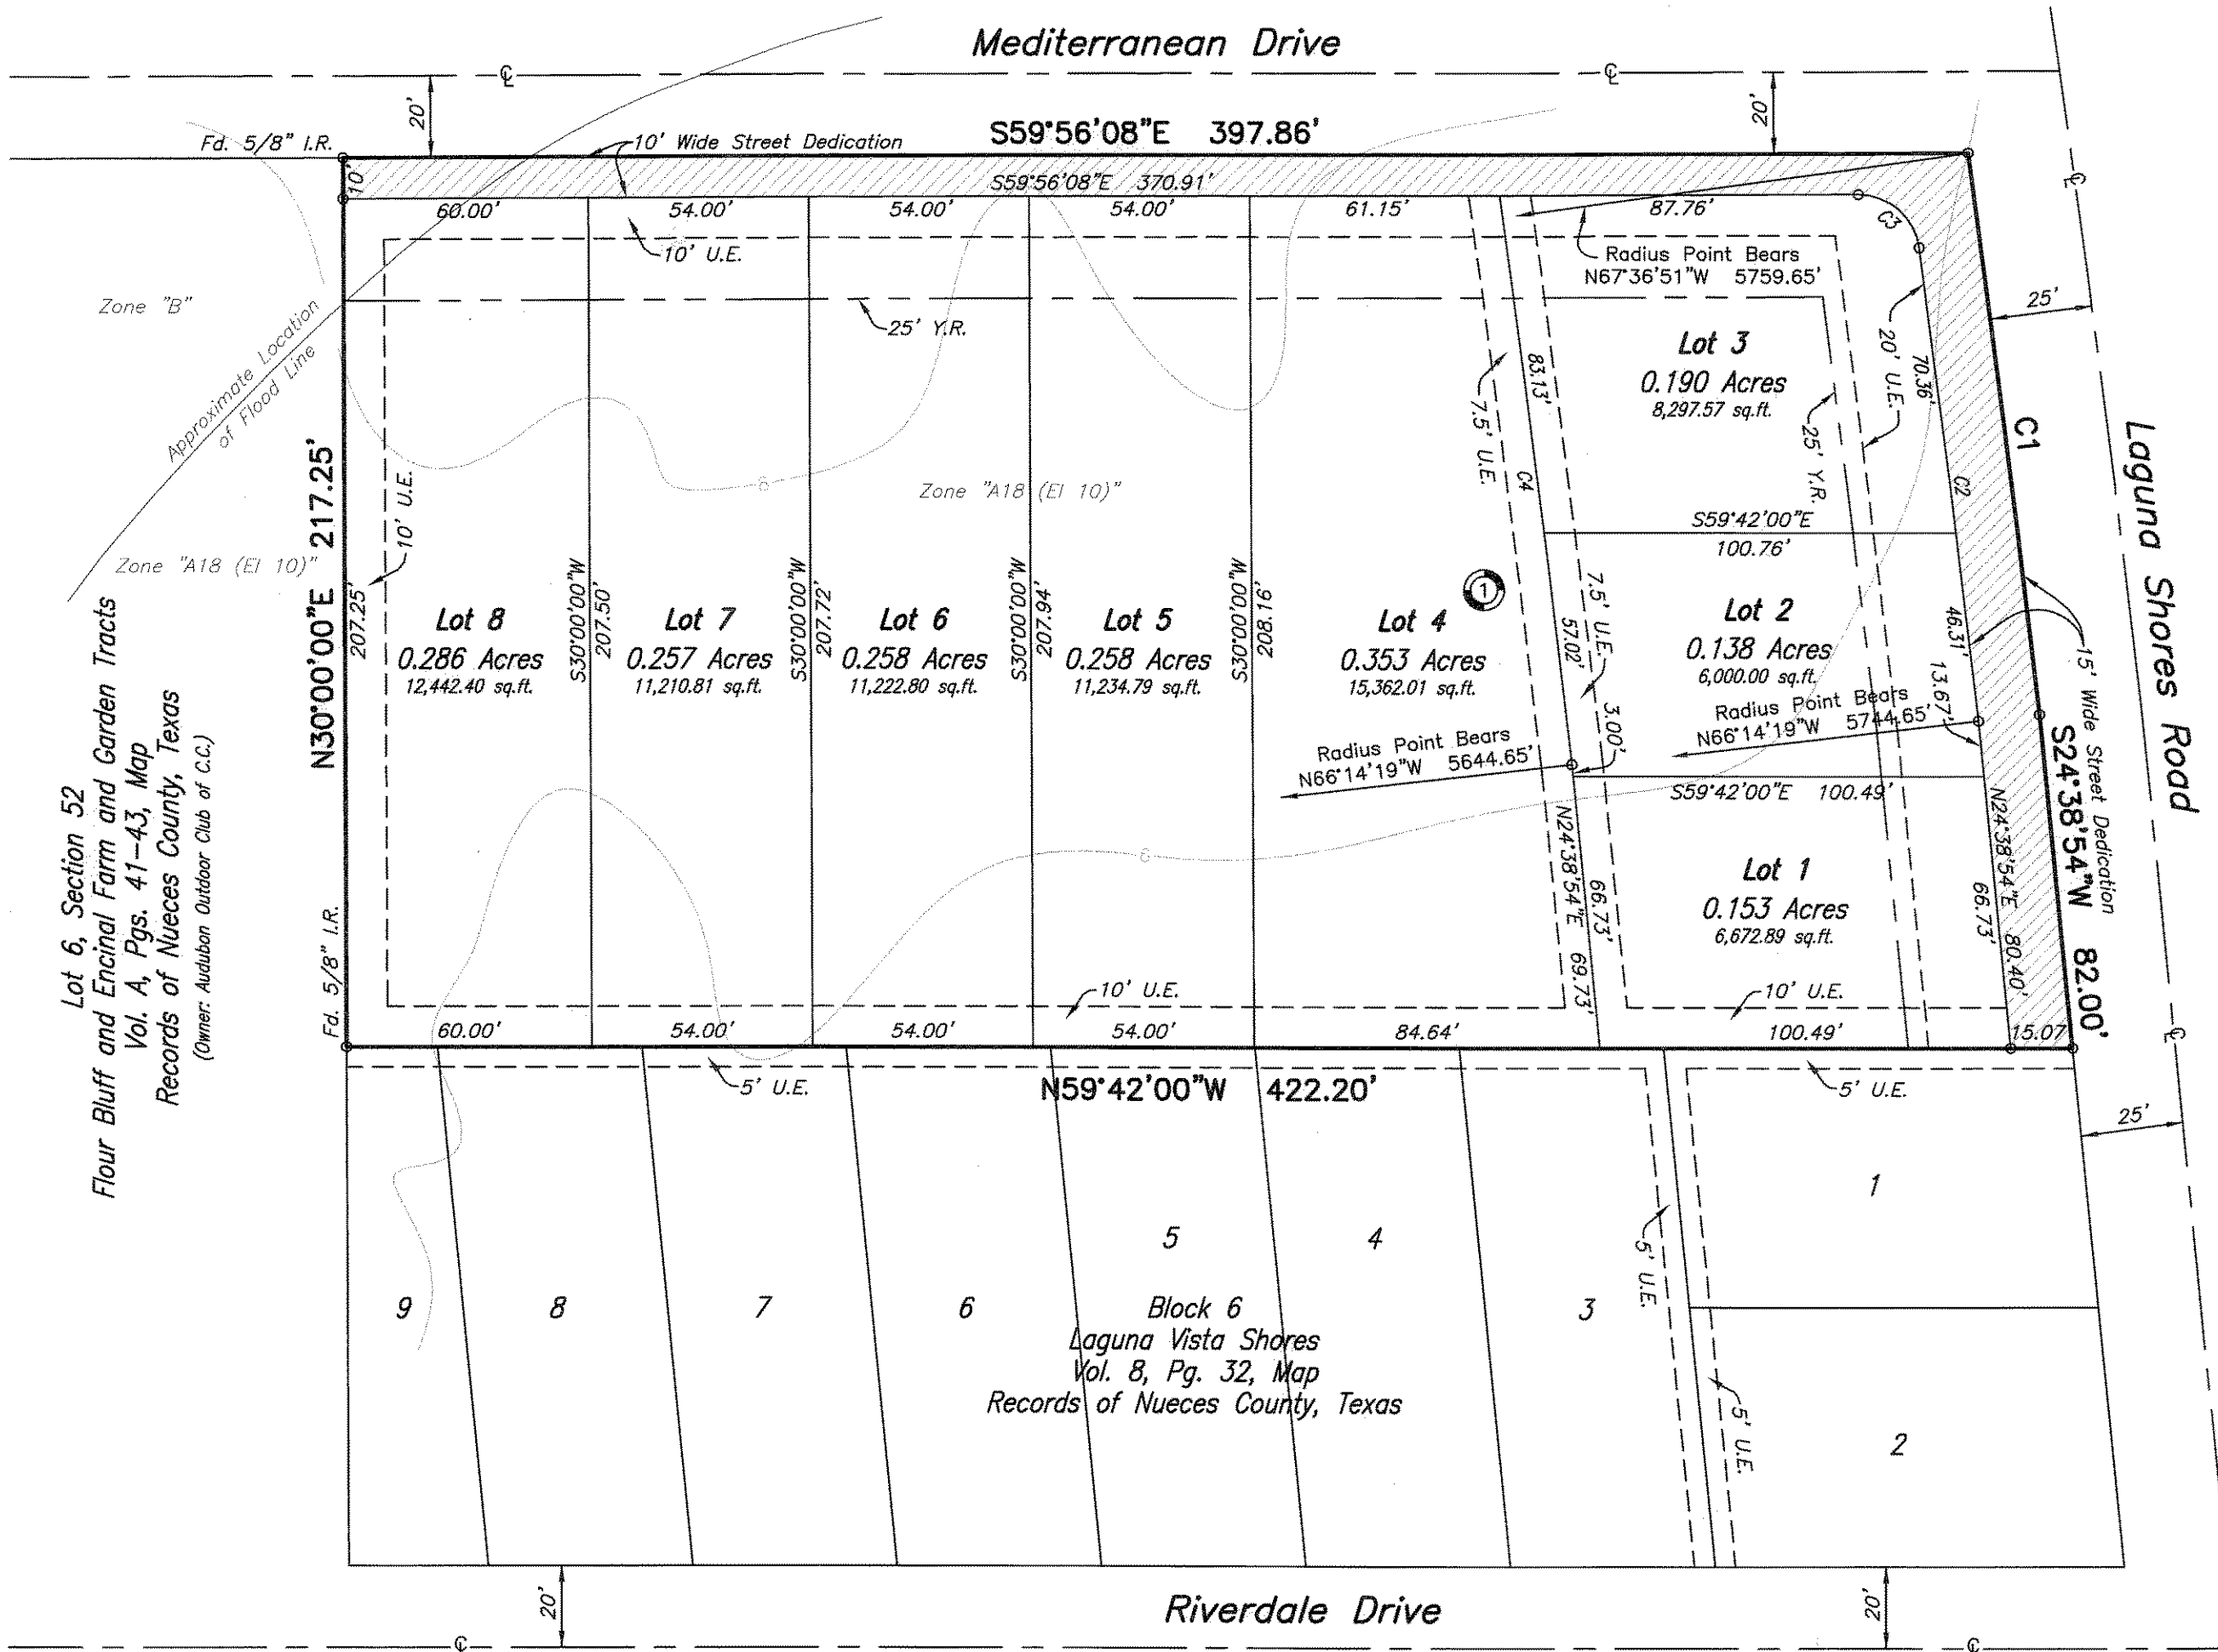 Mediterranean Drive
℄
℄
20'
20'
Fd. 5/8" I.R.
10' Wide Street Dedication
S59°56'08"E 397.86'
10'
S59°56'08"E 370.91'
60.00'
54.00'
54.00'
54.00'
61.15'
87.76'
C3
10' U.E.
Radius Point Bears
N67°36'51"W 5759.65'
25'
℄
Zone "B"
25' Y.R.
Approximate Location
of Flood Line
Lot 3
0.190 Acres
8,297.57 sq.ft.
20' U.E.
70.36'
83.13'
7.5' U.E.
25' Y.R.
C1
C4
C2
Laguna Shores Road
N30°00'00"E 217.25'
10' U.E.
6
Zone "A18 (El 10)"
S59°42'00"E
100.76'
Zone "A18 (El 10)"
207.25'
S30°00'00"W
207.50'
S30°00'00"W
207.72'
S30°00'00"W
207.94'
S30°00'00"W
208.16'
1
Lot 8
0.286 Acres
12,442.40 sq.ft.
Lot 7
0.257 Acres
11,210.81 sq.ft.
Lot 6
0.258 Acres
11,222.80 sq.ft.
Lot 5
0.258 Acres
11,234.79 sq.ft.
Lot 4
0.353 Acres
15,362.01 sq.ft.
Lot 2
0.138 Acres
6,000.00 sq.ft.
7.5' U.E.
57.02'
3.00'
46.31'
13.67'
15' Wide Street Dedication
Radius Point Bears
N66°14'19"W 5744.65'
Radius Point Bears
N66°14'19"W 5644.65'
S59°42'00"E 100.49'
S24°38'54"W 82.00'
Lot 6, Section 52
Flour Bluff and Encinal Farm and Garden Tracts
Vol. A, Pgs. 41-43, Map
Records of Nueces County, Texas
(Owner: Audubon Outdoor Club of C.C.)
6
N24°38'54"E 69.73'
66.73'
Lot 1
0.153 Acres
6,672.89 sq.ft.
N24°38'54"E 80.40'
66.73'
Fd. 5/8" I.R.
10' U.E.
10' U.E.
60.00'
54.00'
54.00'
54.00'
84.64'
100.49'
15.07
℄
5' U.E.
N59°42'00"W 422.20'
5' U.E.
25'
1
5' U.E.
5
4
9
8
7
6
3
Block 6
Laguna Vista Shores
Vol. 8, Pg. 32, Map
Records of Nueces County, Texas
5' U.E.
2
20'
Riverdale Drive
20'
℄
℄